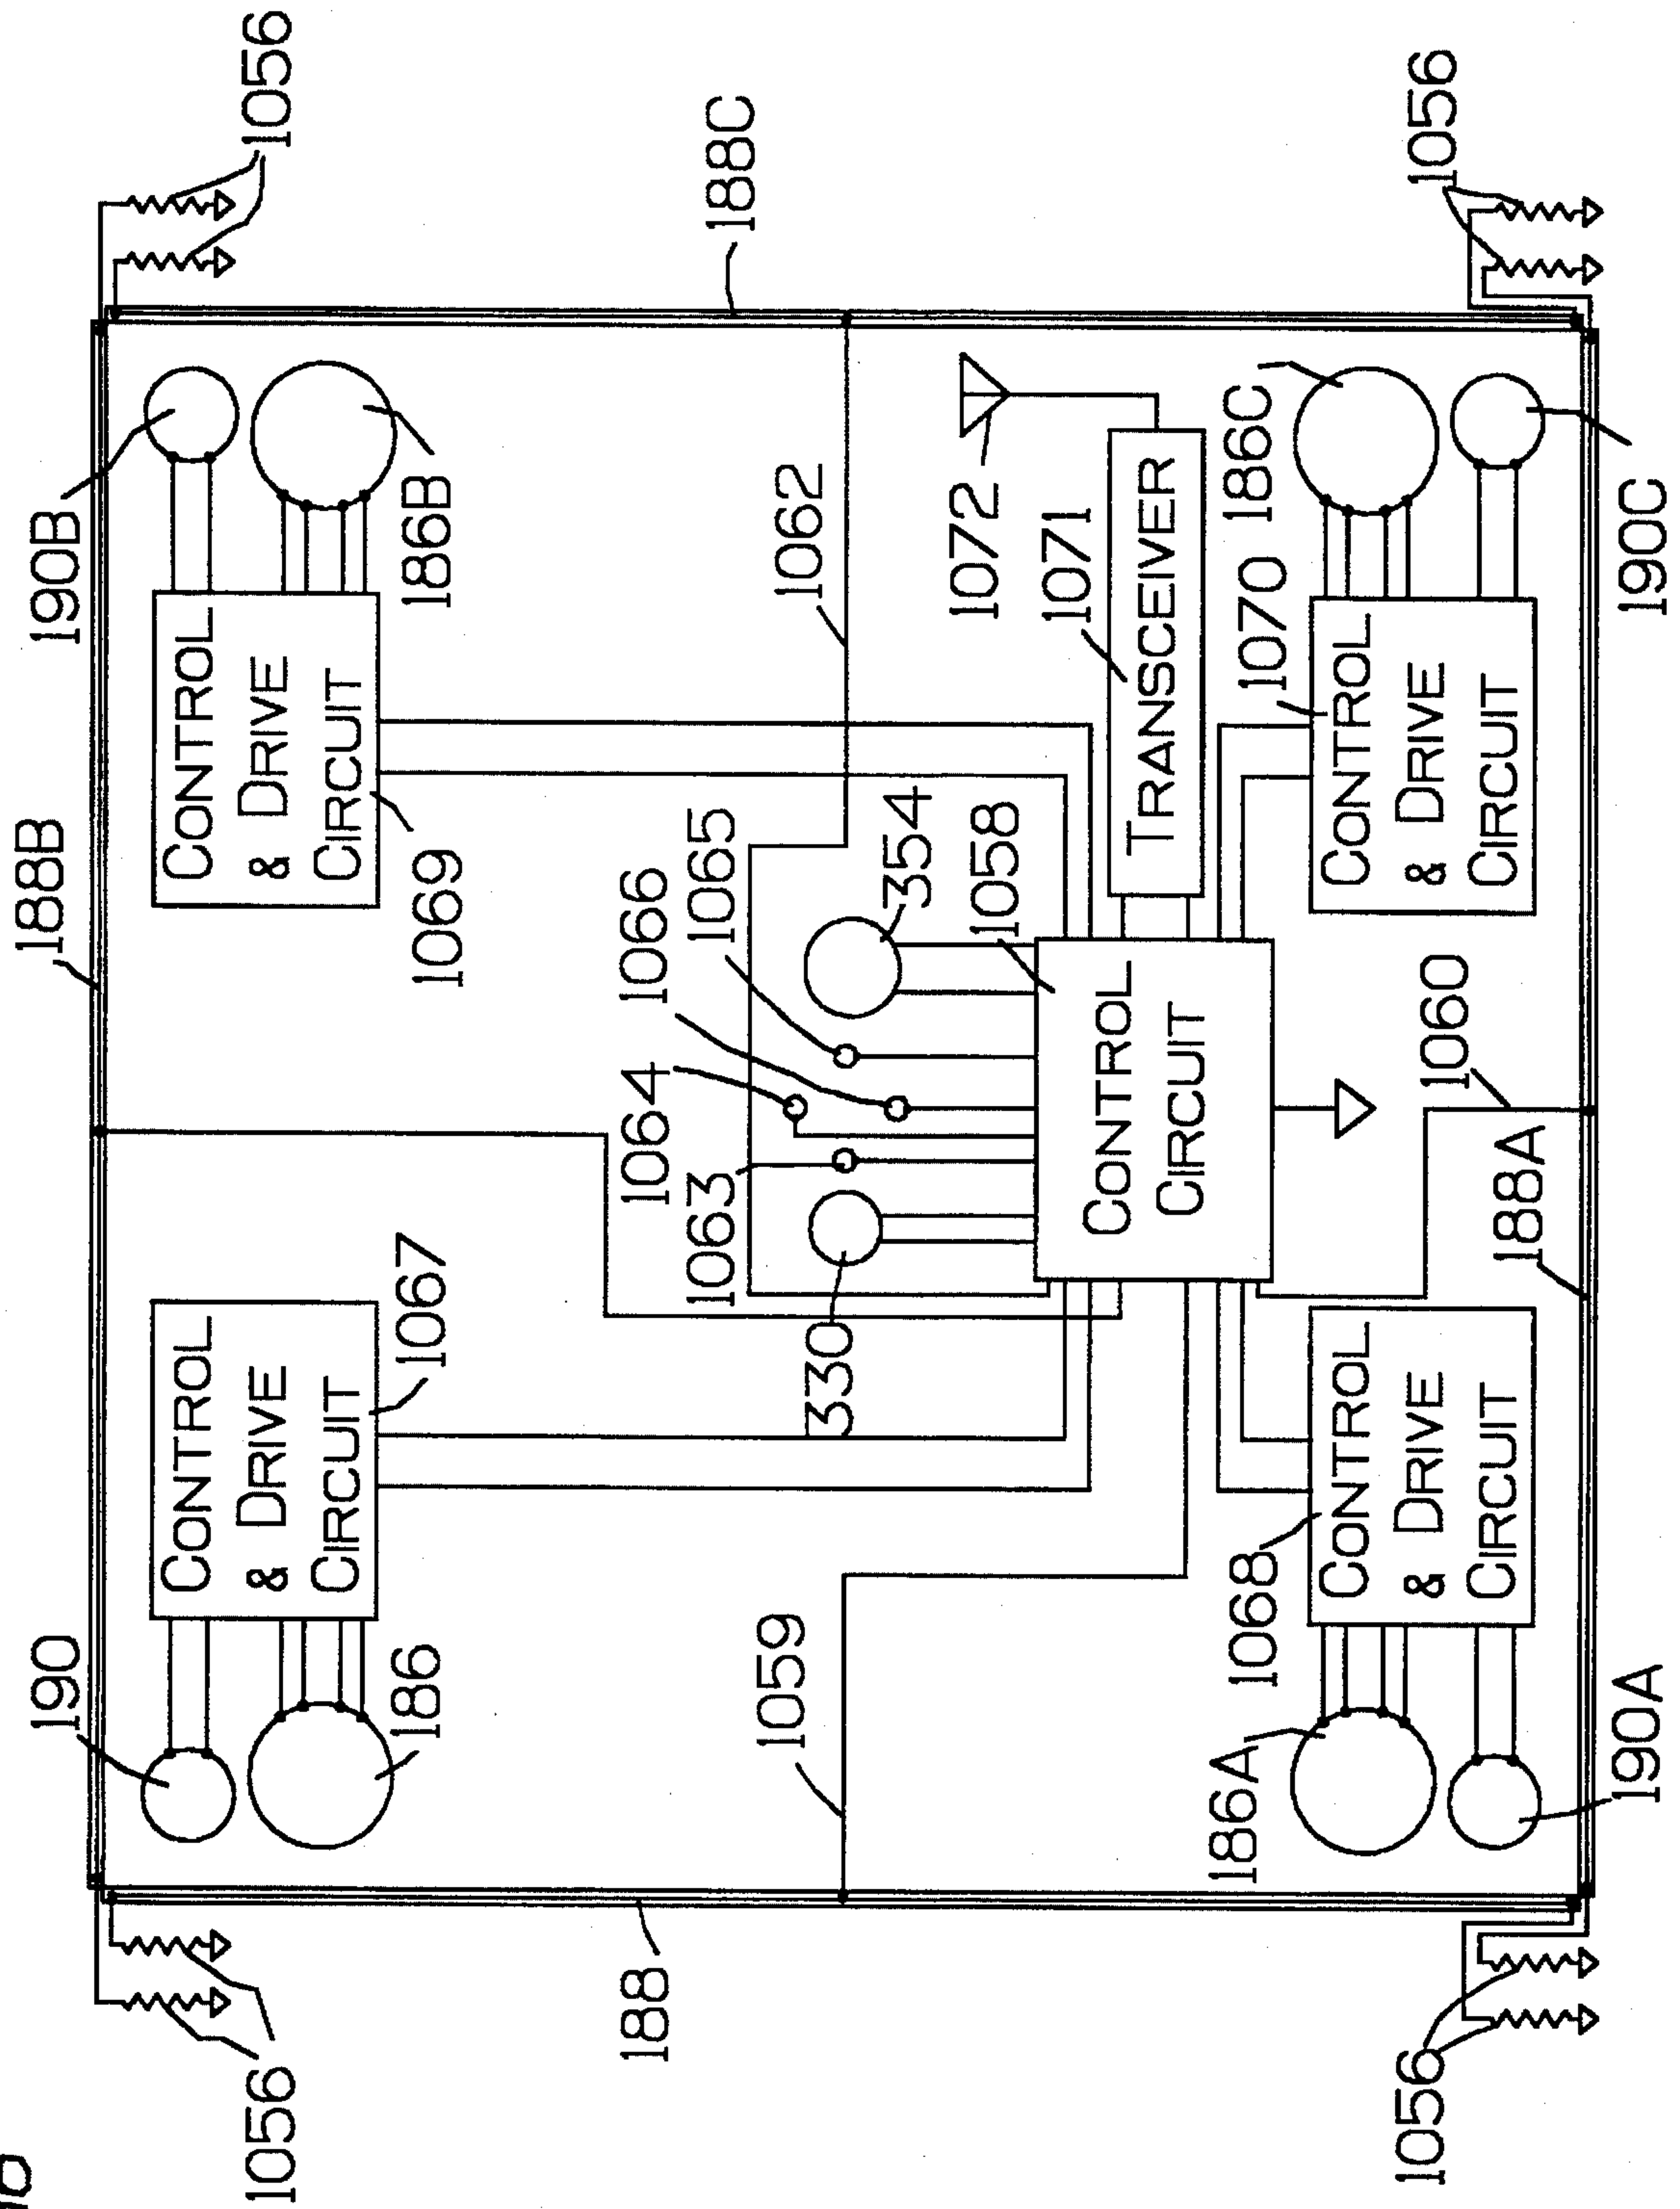 190
188B
190B
1056
1056
CONTROL
& DRIVE
CIRCUIT
CONTROL
& DRIVE
CIRCUIT
186
1067
1069
186B
188
1064
1066
1063
1065
188C
1059
1062
330
354
1058
1072
1071
CONTROL
CIRCUIT
TRANSCEIVER
186A
1068
1070
186C
CONTROL
& DRIVE
CIRCUIT
CONTROL
& DRIVE
CIRCUIT
1056
1060
1056
188A
190A
190C